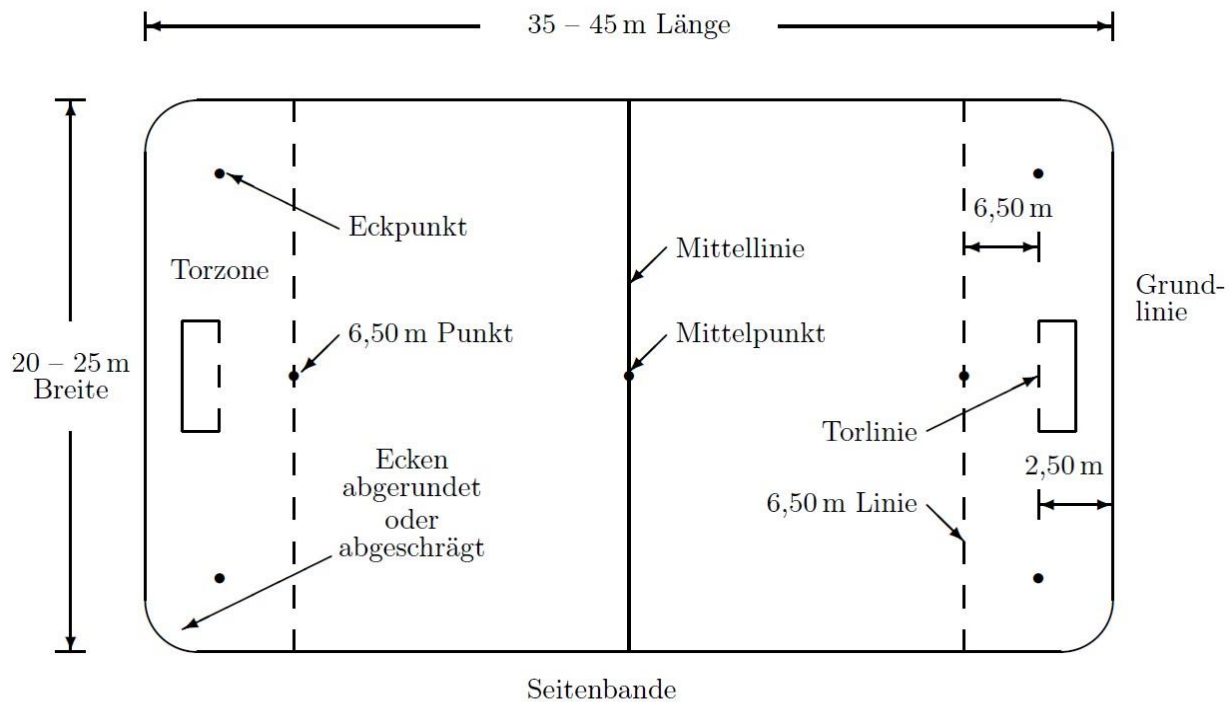 35 – 45 m Länge
6,50 m
Eckpunkt
Mittellinie
Torzone
Grund-
linie
6,50 m Punkt
Mittelpunkt
20 – 25 m
Breite
Torlinie
Ecken
abgerundet
oder
abgeschrägt
2,50 m
6,50 m Linie
Seitenbande